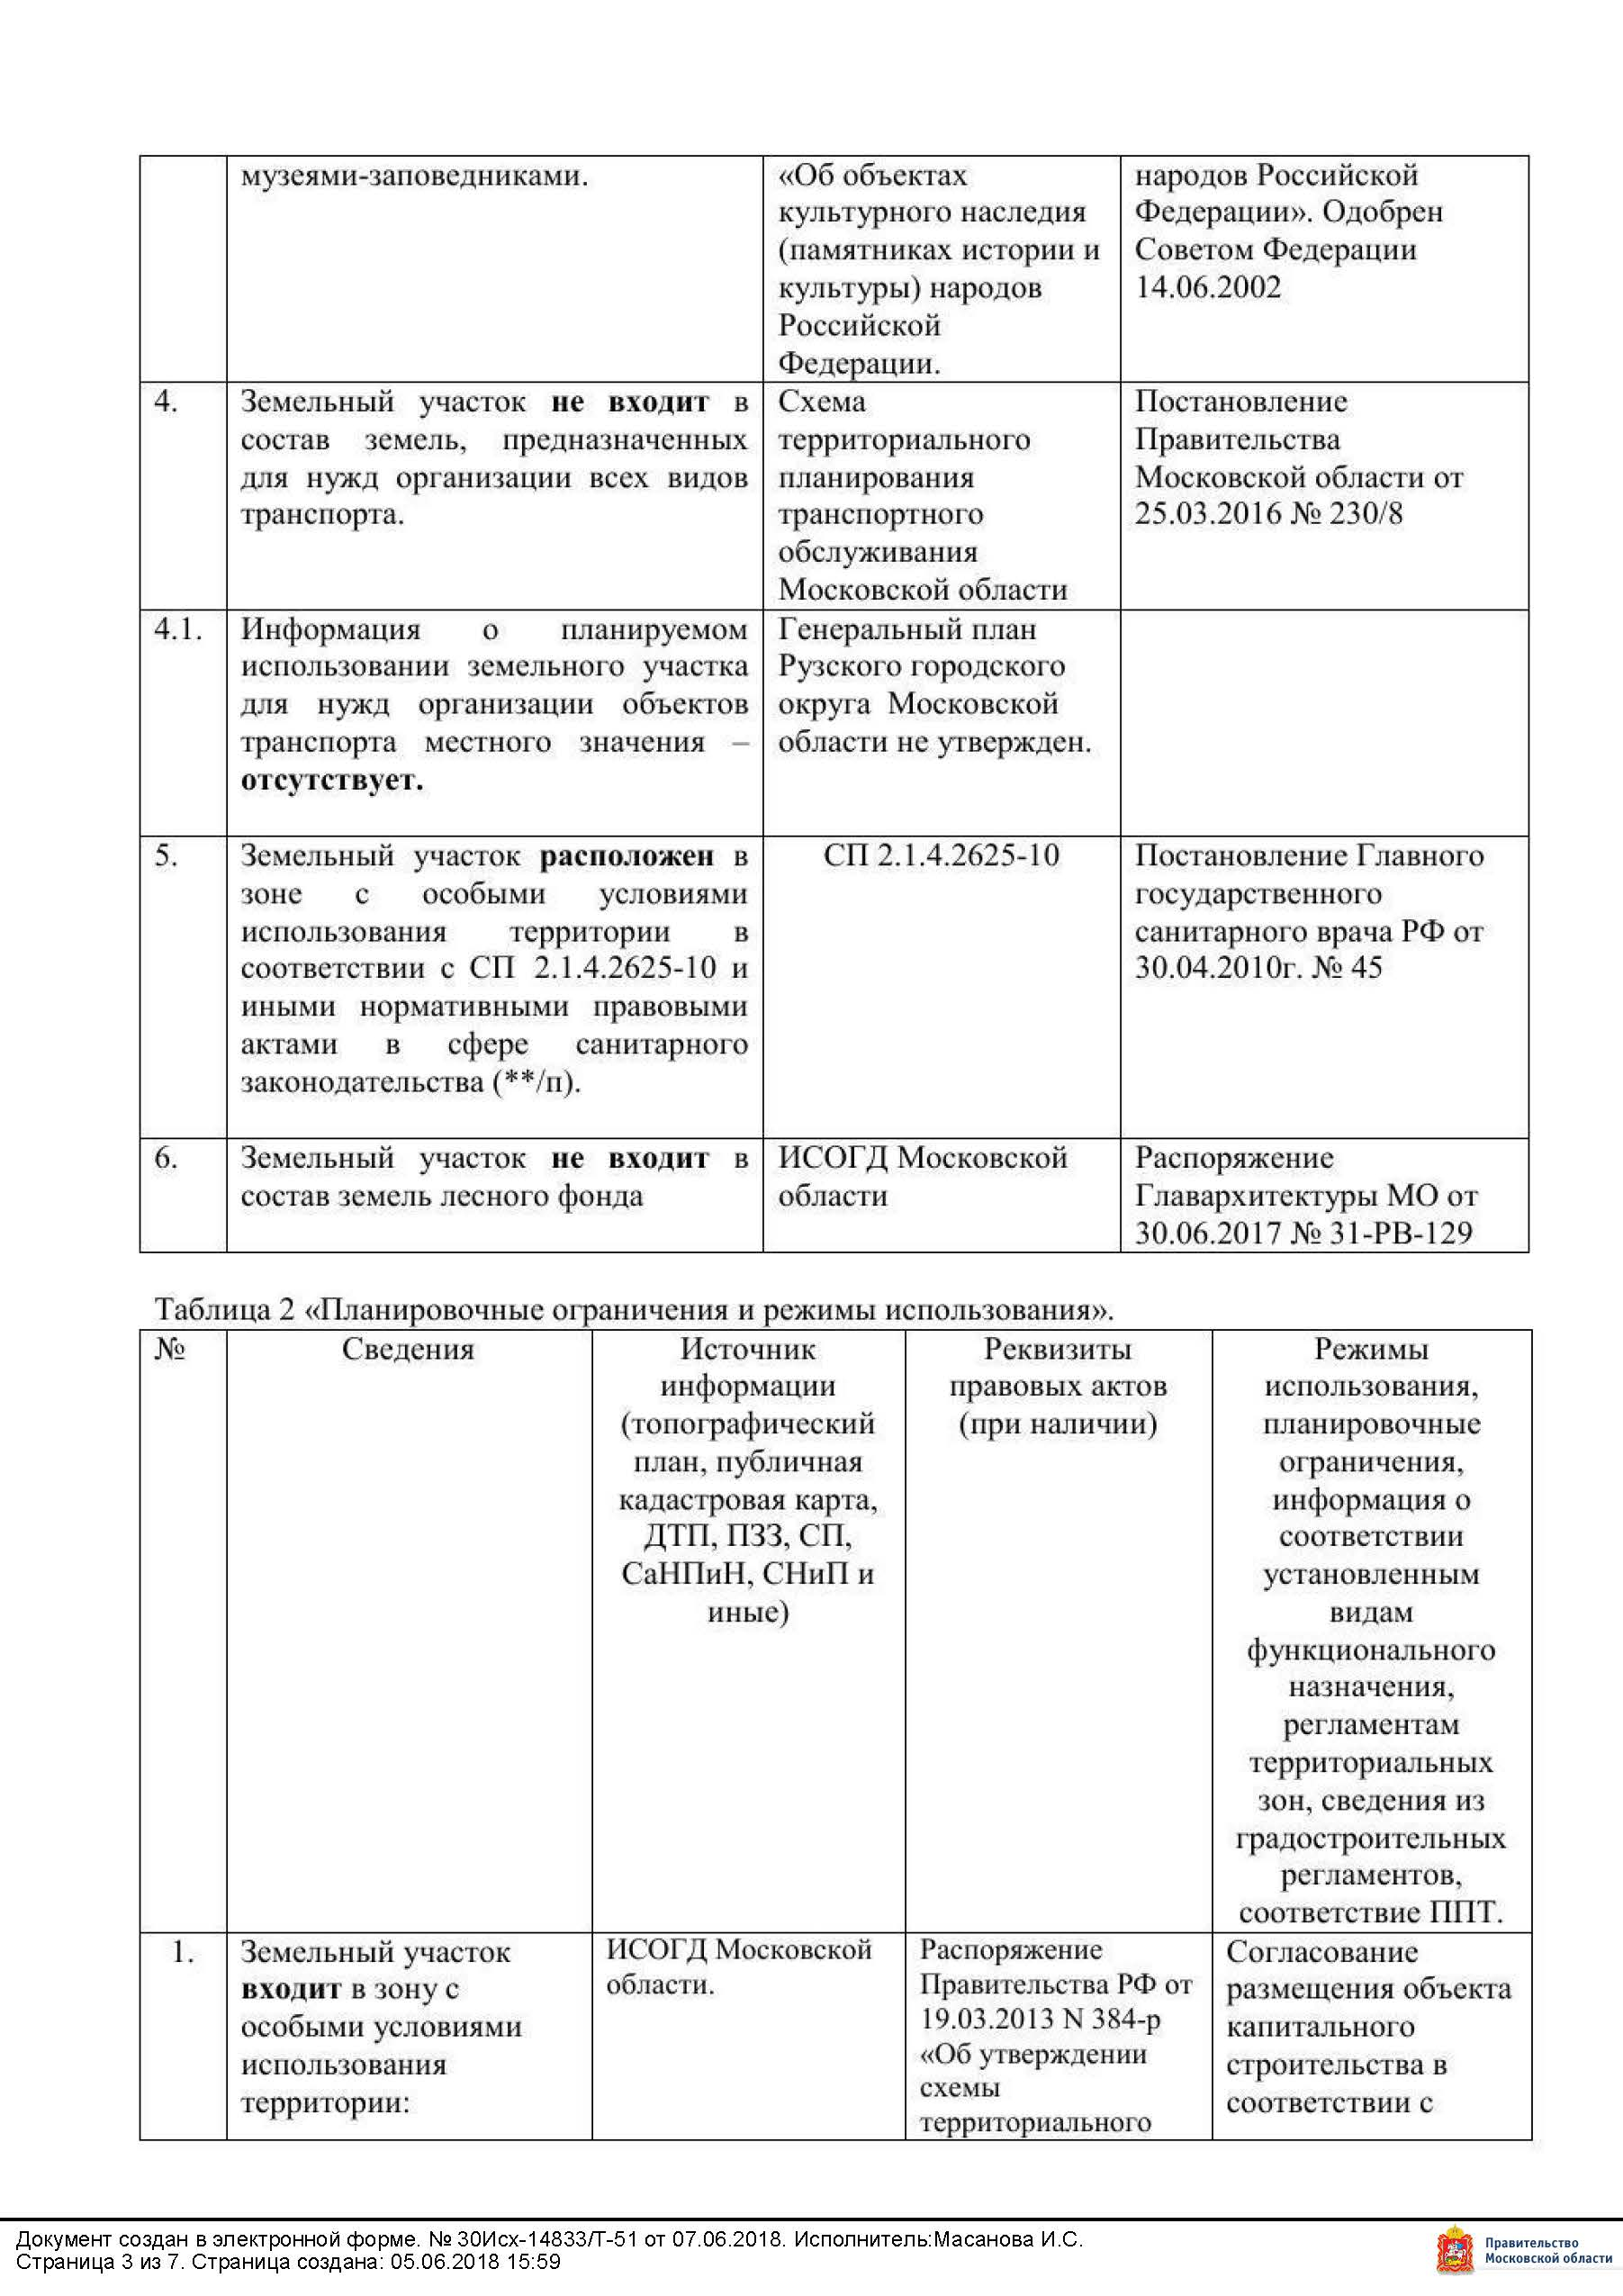 музеями-заповедниками.
«Об объектах
культурного наследия
(памятниках истории и
культуры) народов
Российской
Федерации.
народов Российской
Федерации». Одобрен
Советом Федерации
14.06.2002
4.
Земельный участок не входит в
состав земель, предназначенных
для нужд организации всех видов
транспорта.
Схема
территориального
планирования
транспортного
обслуживания
Московской области
Постановление
Правительства
Московской области от
25.03.2016 № 230/8
4.1.
Информация о планируемом
использовании земельного участка
для нужд организации объектов
транспорта местного значения –
отсутствует.
Генеральный план
Рузского городского
округа Московской
области не утвержден.
5.
Земельный участок расположен в
зоне с особыми условиями
использования территории в
соответствии с СП 2.1.4.2625-10 и
иными нормативными правовыми
актами в сфере санитарного
законодательства (**/п).
СП 2.1.4.2625-10
Постановление Главного
государственного
санитарного врача РФ от
30.04.2010г. № 45
6.
Земельный участок не входит в
состав земель лесного фонда
ИСОГД Московской
области
Распоряжение
Главархитектуры МО от
30.06.2017 № 31-РВ-129
Таблица 2 «Планировочные ограничения и режимы использования».
№
Сведения
Источник
информации
(топографический
план, публичная
кадастровая карта,
ДТП, ПЗЗ, СП,
СаНПиН, СНиП и
иные)
Реквизиты
правовых актов
(при наличии)
Режимы
использования,
планировочные
ограничения,
информация о
соответствии
установленным
видам
функционального
назначения,
регламентам
территориальных
зон, сведения из
градостроительных
регламентов,
соответствие ППТ.
1.
Земельный участок
входит в зону с
особыми условиями
использования
территории:
ИСОГД Московской
области.
Распоряжение
Правительства РФ от
19.03.2013 N 384-р
«Об утверждении
схемы
территориального
Согласование
размещения объекта
капитального
строительства в
соответствии с
Документ создан в электронной форме. № 30Исх-14833/Т-51 от 07.06.2018. Исполнитель:Масанова И.С.
Страница 3 из 7. Страница создана: 05.06.2018 15:59
Правительство
Московской области